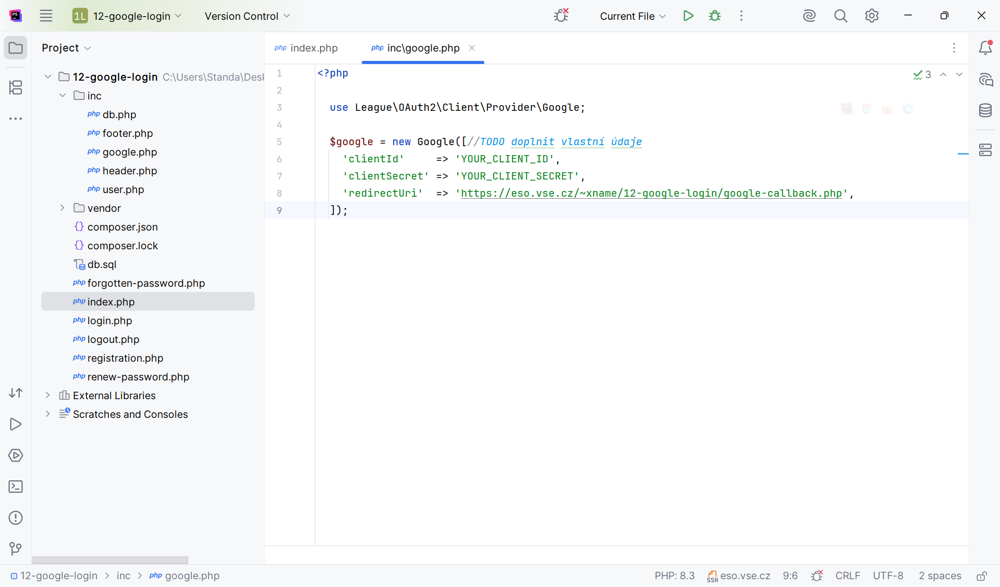 1L 12-google-login Version Control Current File
Project
index.php inc\google.php
12-google-login C:\Users\Standa\Desk
inc
php db.php
php footer.php
php google.php
php header.php
php user.php
vendor
{} composer.json
{} composer.lock
db.sql
php forgotten-password.php
php index.php
php login.php
php logout.php
php registration.php
php renew-password.php
External Libraries
Scratches and Consoles
1 <?php
2
3 use League\OAuth2\Client\Provider\Google;
4
5 $google = new Google([//TODO doplnit vlastní údaje
6 'clientId' => 'YOUR_CLIENT_ID',
7 'clientSecret' => 'YOUR_CLIENT_SECRET',
8 'redirectUri' => 'https://eso.vse.cz/~xname/12-google-login/google-callback.php',
9 ]);
3
12-google-login > inc > php google.php
PHP: 8.3 SSH eso.vse.cz 9:6 CRLF UTF-8 2 spaces